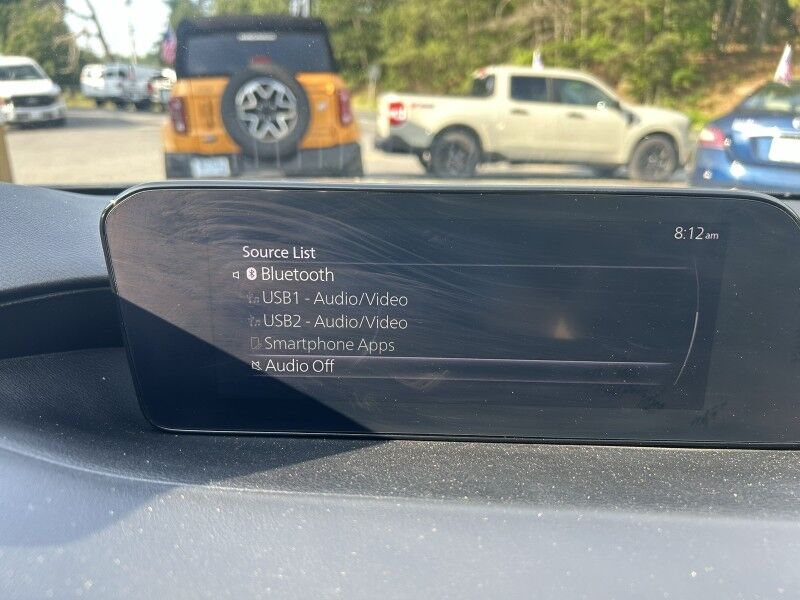 8:12am
Source List
Bluetooth
USB1 - Audio/Video
USB2 - Audio/Video
Smartphone Apps
Audio Off